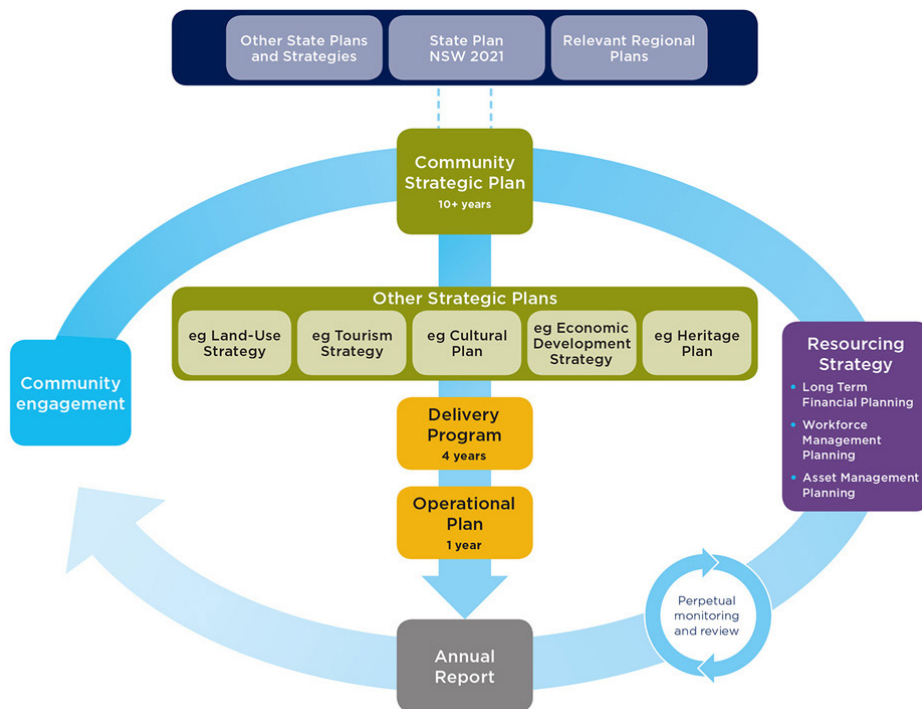 Other State Plans
and Strategies
State Plan
NSW 2021
Relevant Regional
Plans
Community
Strategic Plan
10+ years
Other Strategic Plans
eg Land-Use
Strategy
eg Tourism
Strategy
eg Cultural
Plan
eg Economic
Development
Strategy
eg Heritage
Plan
Community
engagement
Resourcing
Strategy
• Long Term
Financial Planning
• Workforce
Management
Planning
• Asset Management
Planning
Delivery
Program
4 years
Operational
Plan
1 year
Perpetual
monitoring
and review
Annual
Report